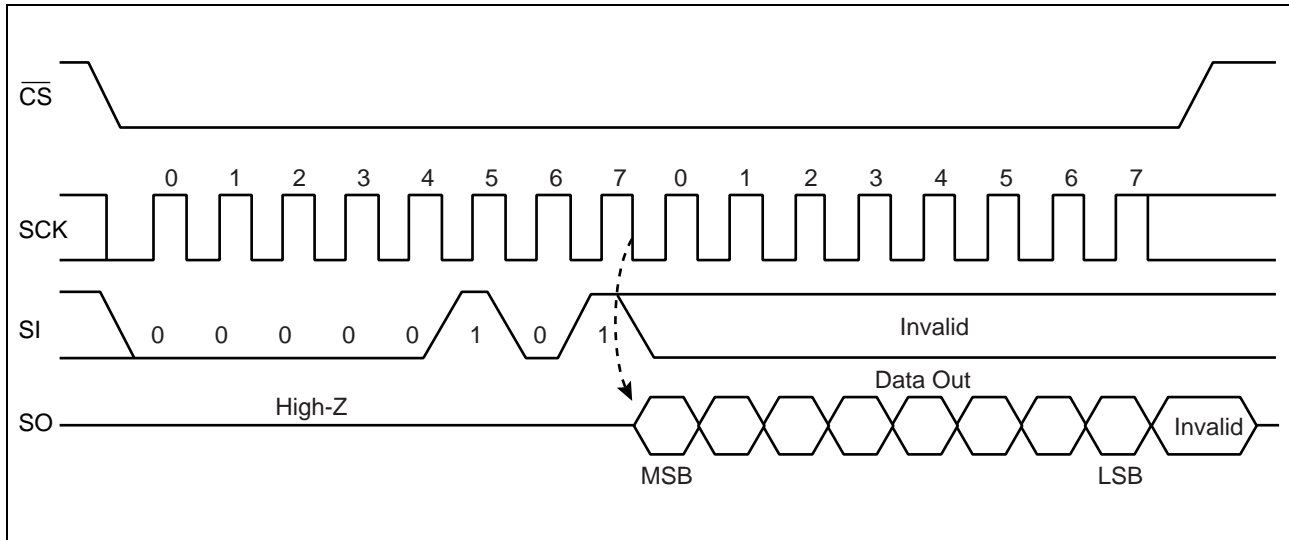 CS
0 1 2 3 4 5 6 7 0 1 2 3 4 5 6 7
SCK
SI
0 0 0 0 0 1 0 1
Invalid
Data Out
High-Z
SO
Invalid
MSB
LSB